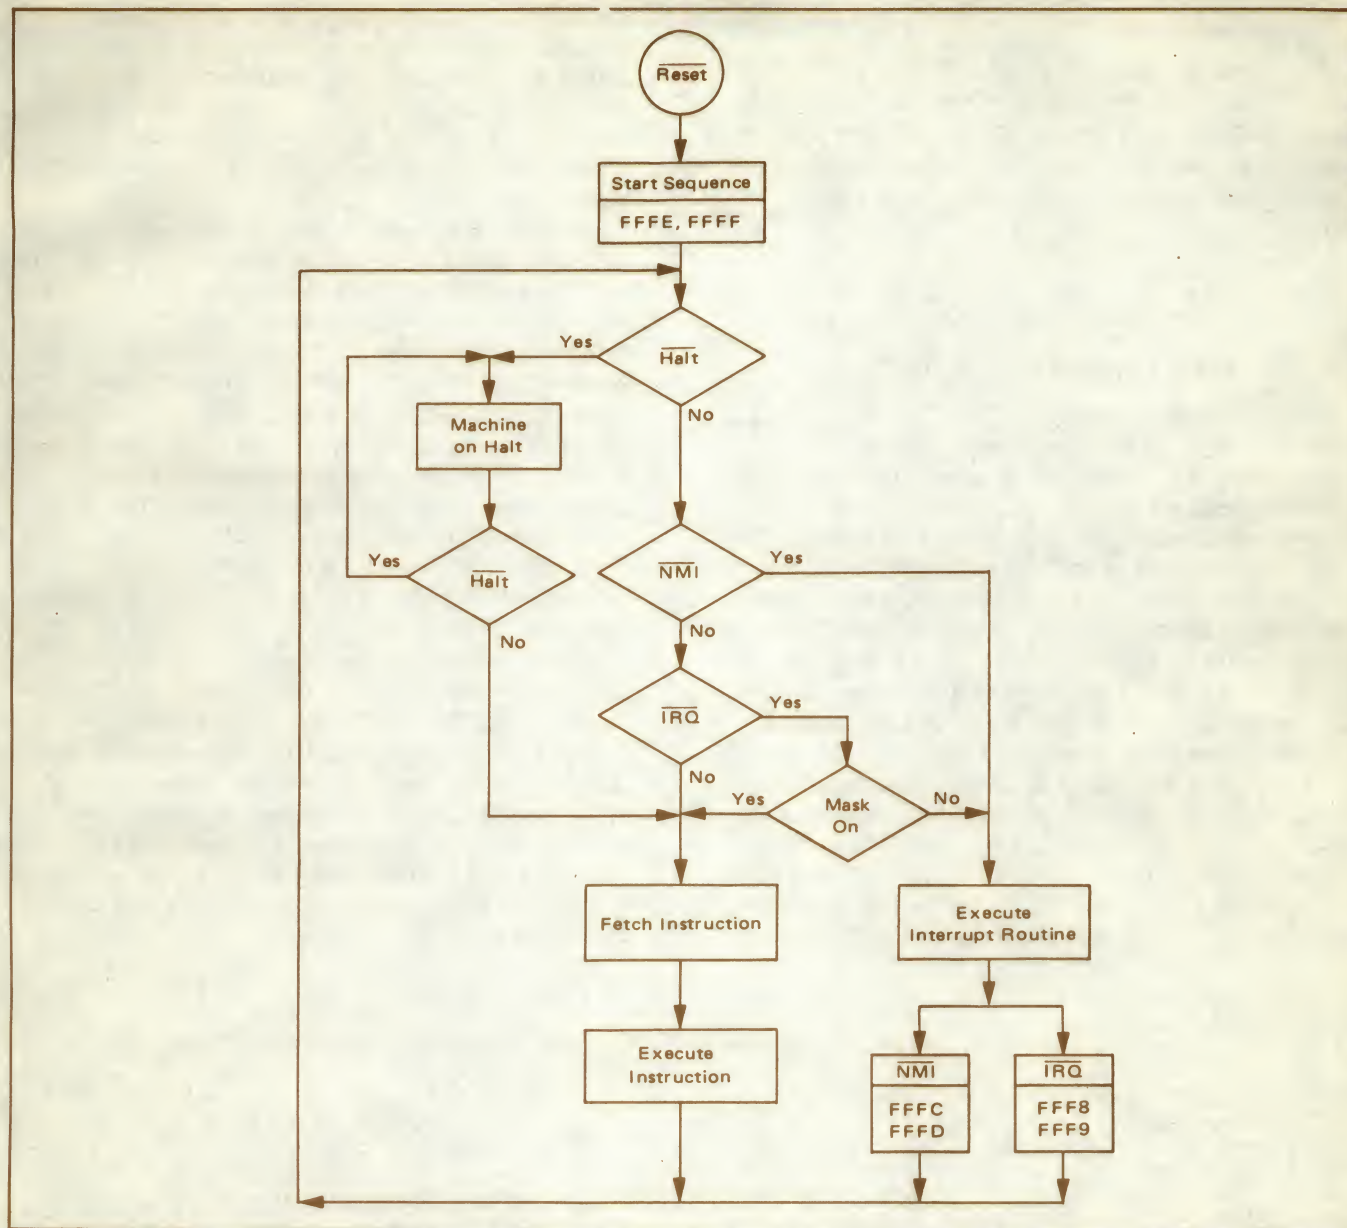 Reset
Start Sequence
FFFE, FFFF
Yes
Halt
No
Machine
on Halt
Yes
Halt
No
NMI
Yes
No
IRQ
Yes
No
Yes
Mask
On
No
Fetch Instruction
Execute
Interrupt Routine
Execute
Instruction
NMI
FFFC
FFFD
IRQ
FFF8
FFF9